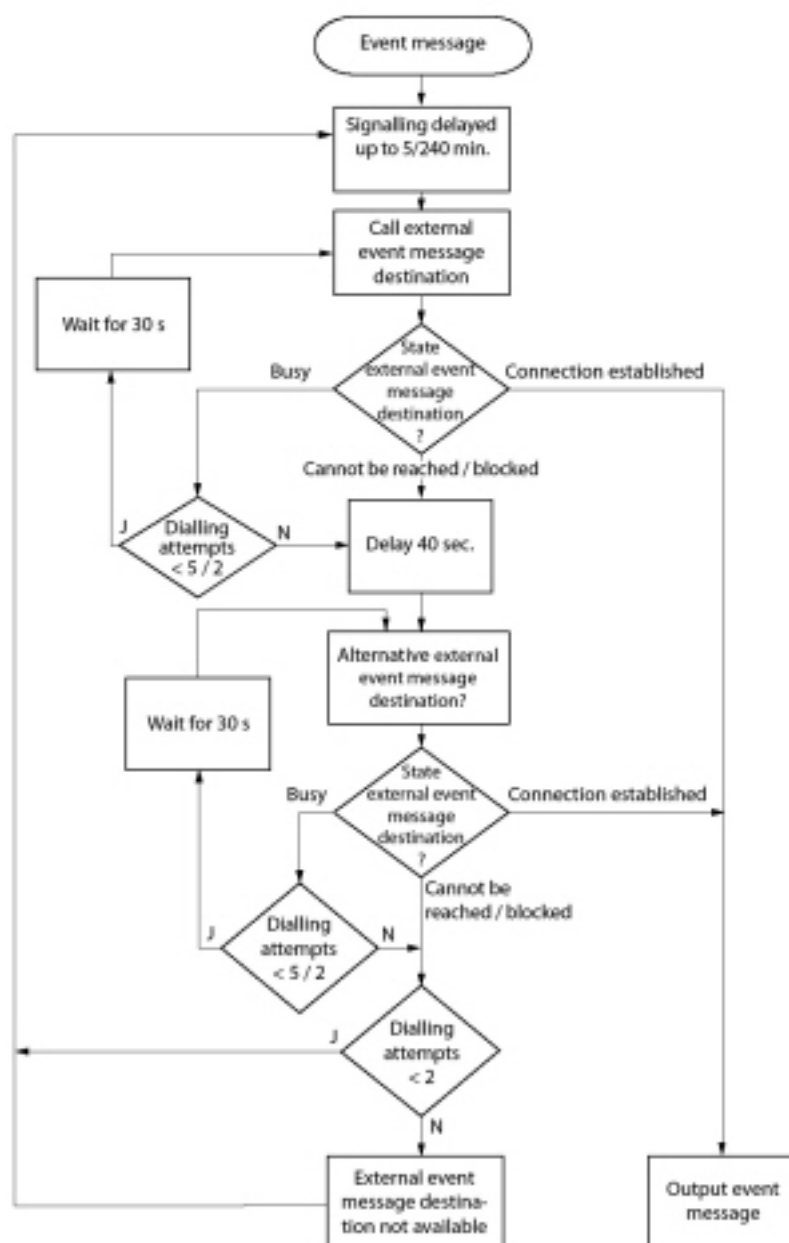 Event message
Signalling delayed
up to 5/240 min.
Call external
event message
destination
Wait for 30 s
State
external event
message
destination
?
Busy
Connection established
Cannot be reached / blocked
Dialling
attempts
< 5 / 2
J
N
Delay 40 sec.
Alternative external
event message
destination?
Wait for 30 s
State
external event
message
destination
?
Busy
Connection established
Cannot be
reached / blocked
Dialling
attempts
< 5 / 2
J
N
Dialling
attempts
< 2
J
N
External event
message destina-
tion not available
Output event
message